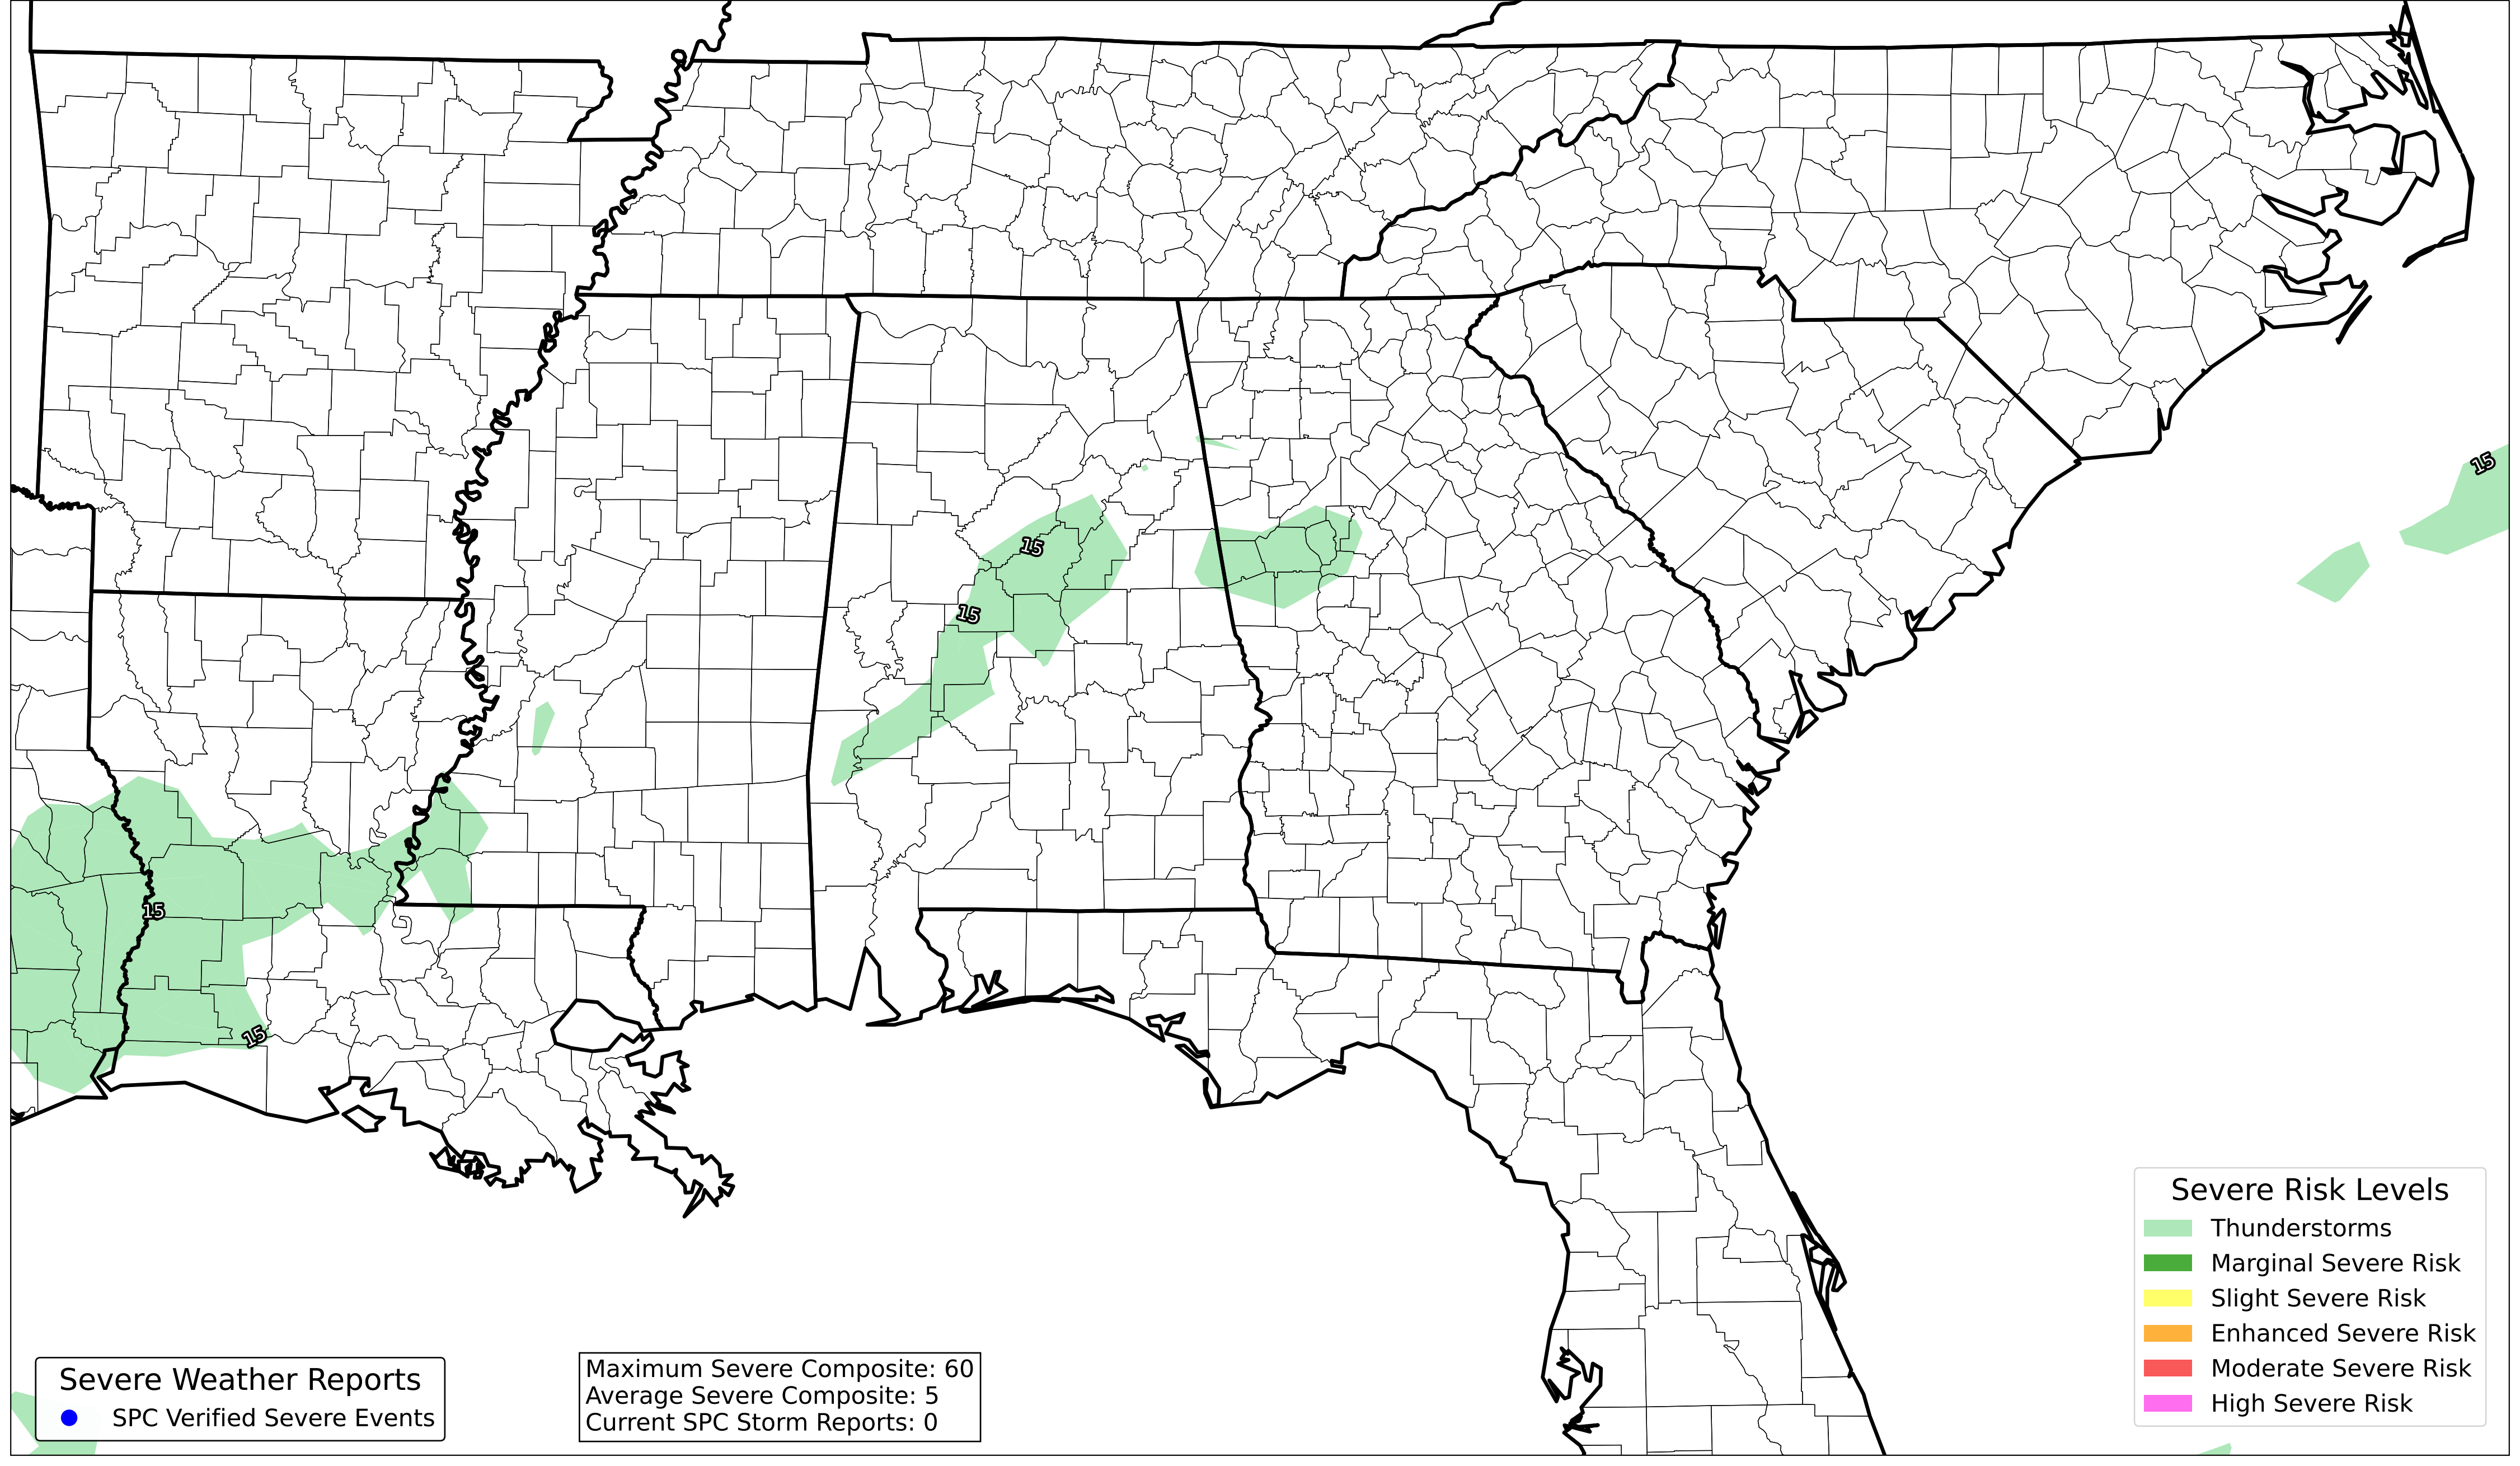 15
15
15
15
15
Severe Risk Levels
Thunderstorms
Marginal Severe Risk
Slight Severe Risk
Enhanced Severe Risk
Moderate Severe Risk
High Severe Risk
Severe Weather Reports
SPC Verified Severe Events
Maximum Severe Composite: 60
Average Severe Composite: 5
Current SPC Storm Reports: 0